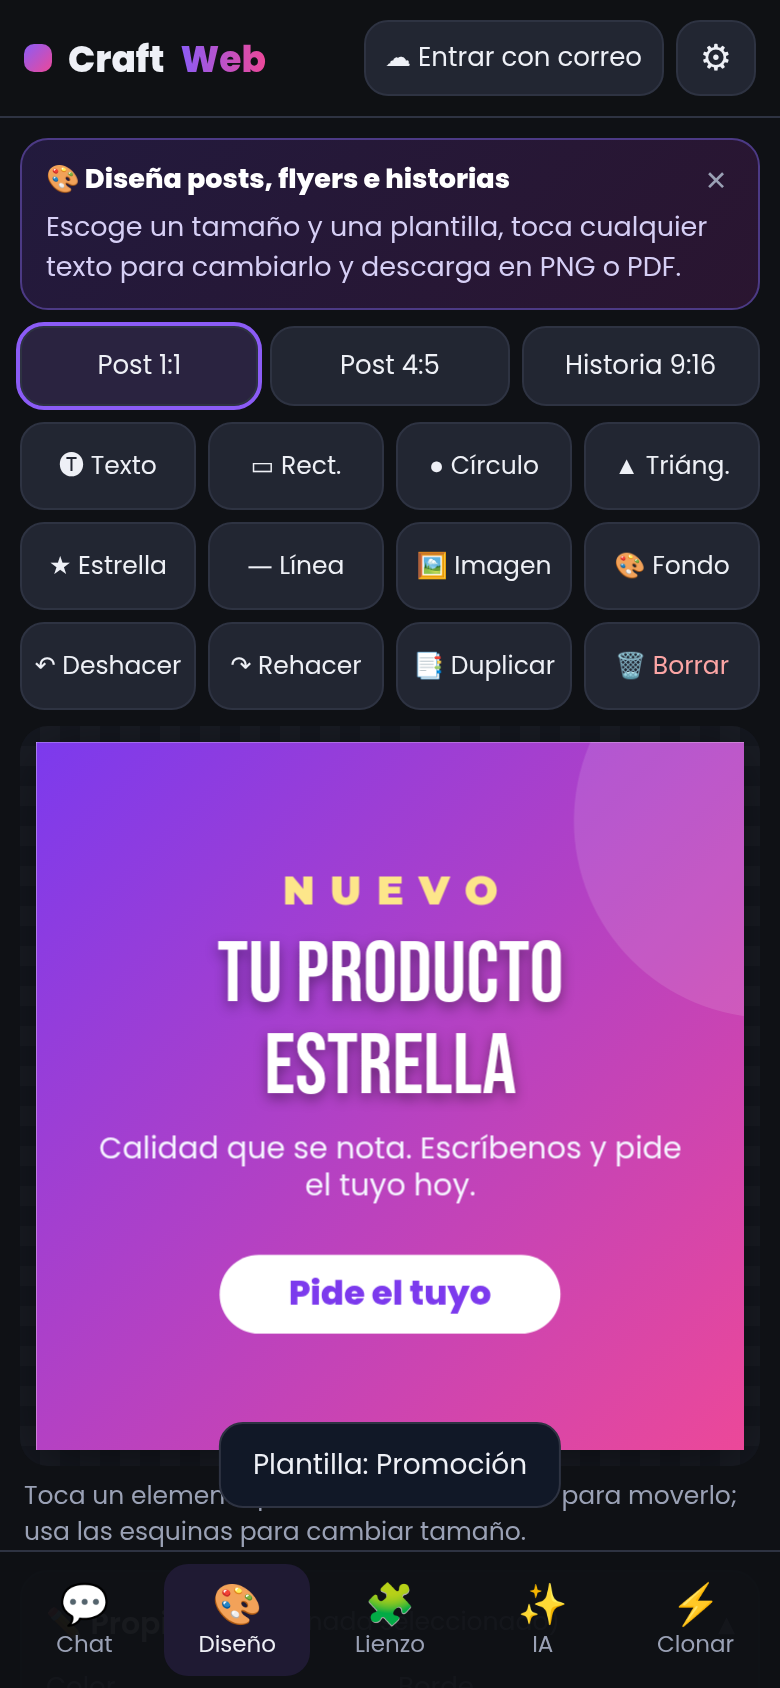 Craft Web
☁ Entrar con correo
⚙
🎨 Diseña posts, flyers e historias
✕
Escoge un tamaño y una plantilla, toca cualquier
texto para cambiarlo y descarga en PNG o PDF.
Post 1:1
Post 4:5
Historia 9:16
🅣 Texto
▭ Rect.
● Círculo
▲ Triáng.
★ Estrella
— Línea
🖼️ Imagen
🎨 Fondo
↶ Deshacer
↷ Rehacer
📑 Duplicar
🗑️ Borrar
NUEVO
TU PRODUCTO
ESTRELLA
Calidad que se nota. Escríbenos y pide
el tuyo hoy.
Pide el tuyo
Plantilla: Promoción
Toca un para moverlo;
usa las esquinas para cambiar tamaño.
💬 Chat
🎨 Diseño
🧩 Lienzo
✨ IA
⚡ Clonar
Color
Borde